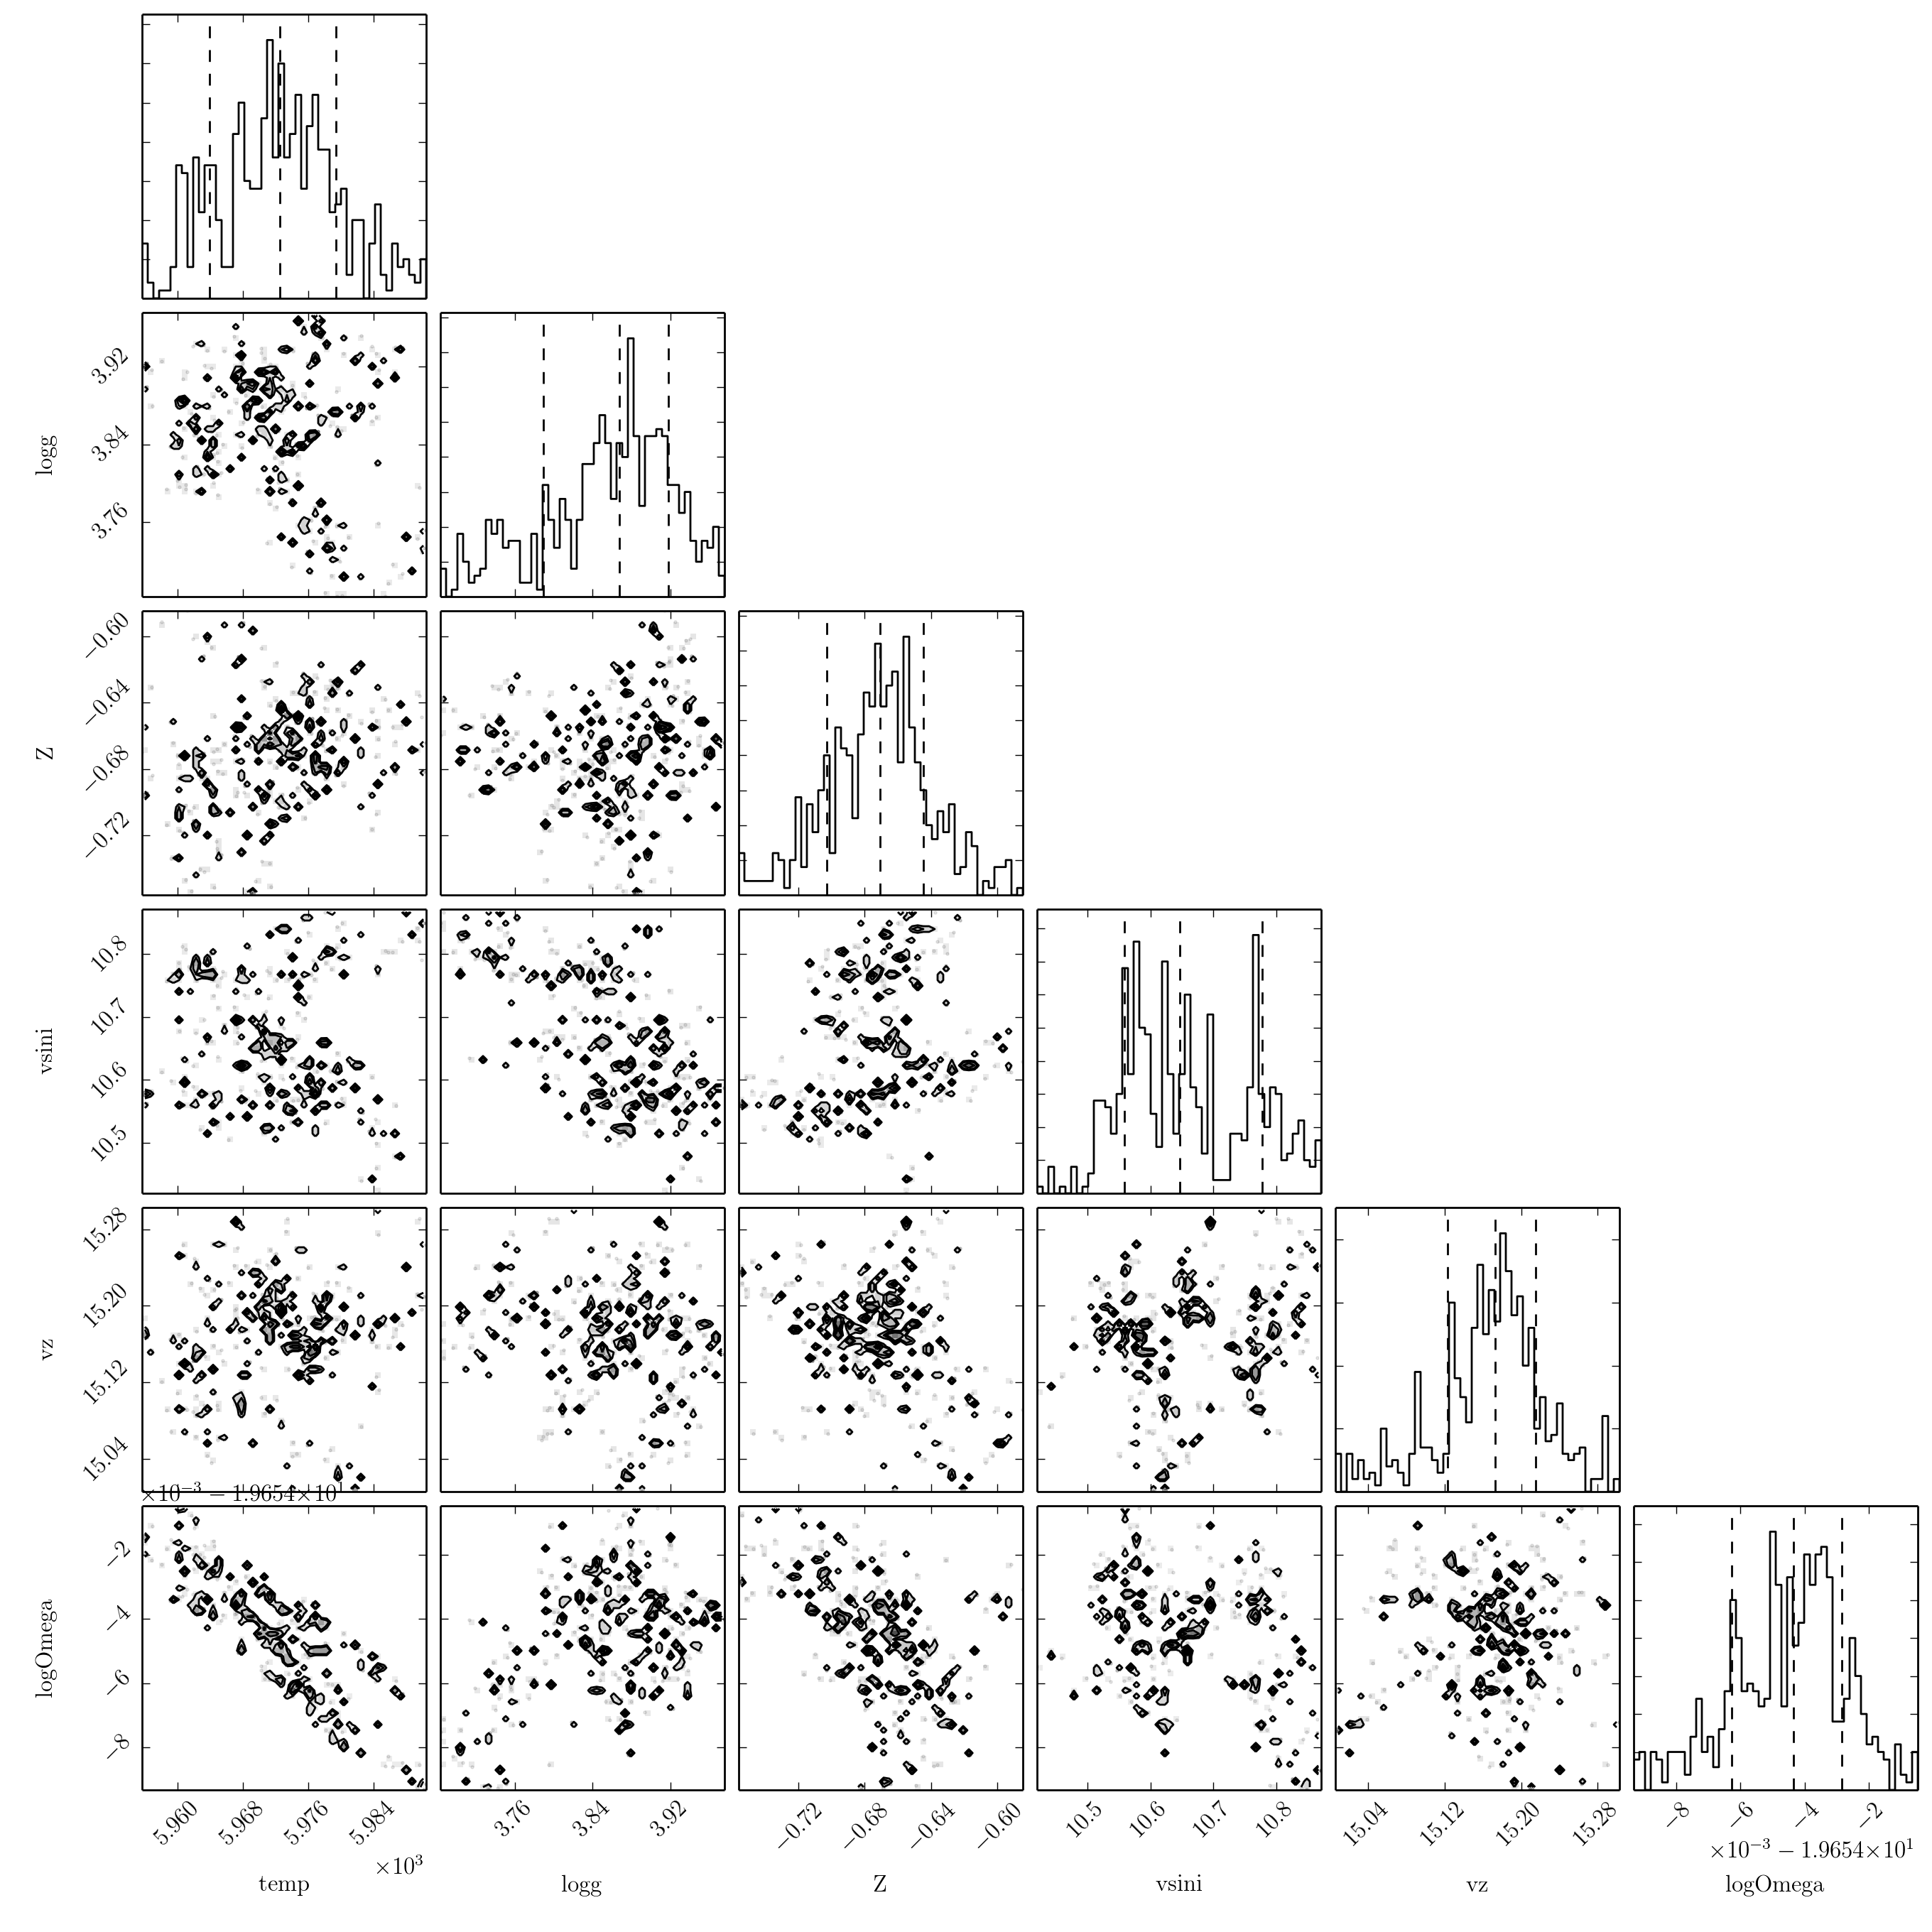 logg
3.92
3.84
3.76
Z
−0.60
−0.64
−0.68
−0.72
vsini
10.8
10.7
10.6
10.5
vz
15.28
15.20
15.12
15.04
×10⁻³ − 1.9654×10¹
logOmega
−2
−4
−6
−8
5.960 5.968 5.976 5.984
×10³
temp
3.76 3.84 3.92
logg
−0.72 −0.68 −0.64 −0.60
Z
10.5 10.6 10.7 10.8
vsini
15.04 15.12 15.20 15.28
vz
−8 −6 −4 −2
×10⁻³ − 1.9654×10¹
logOmega